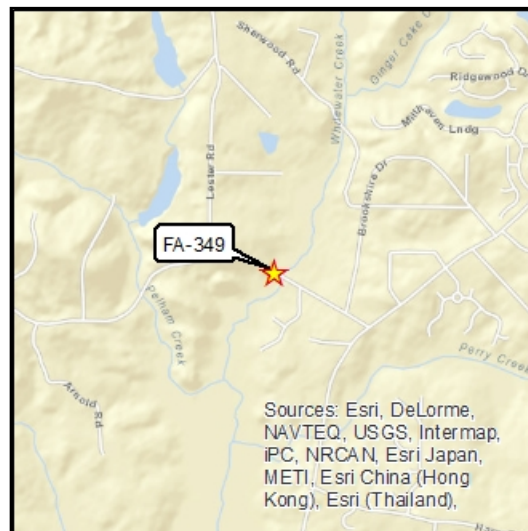 Sherwood Rd
Whitewater Creek
Ginger Cake
Ridgewood D
Millhaven Lndg
Lester Rd
Brookshire Dr
FA-349
Pelham Creek
Perry Creek
Arnold Rd
Sources: Esri, DeLorme,
NAVTEQ, USGS, Intermap,
iPC, NRCAN, Esri Japan,
METI, Esri China (Hong
Kong), Esri (Thailand),